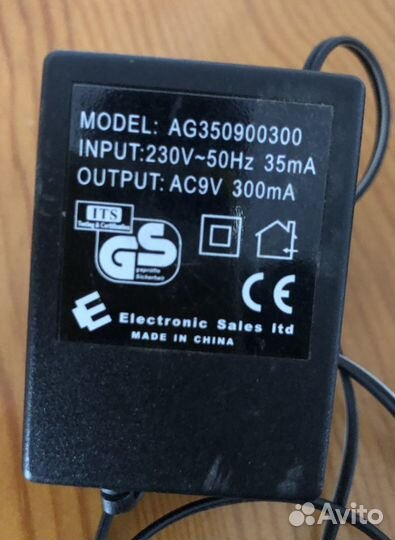 MODEL: AG350900300
INPUT:230V~50Hz 35mA
OUTPUT: AC9V 300mA
ITS
Testing & Certification
GS
geprüfte
Sicherheit
CE
E Electronic Sales ltd
MADE IN CHINA
Avito